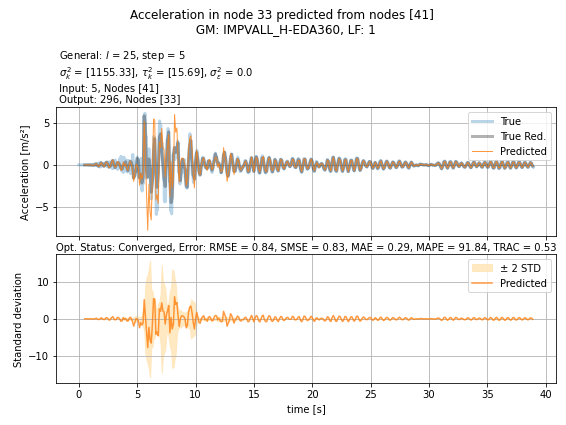 Acceleration in node 33 predicted from nodes [41]
GM: IMPVALL_H-EDA360, LF: 1
General: l = 25, step = 5
σ²ₖ = [1155.33], τ²ₖ = [15.69], σ²ε = 0.0
Input: 5, Nodes [41]
Output: 296, Nodes [33]
Acceleration [m/s²]
5
0
−5
True
True Red.
Predicted
Opt. Status: Converged, Error: RMSE = 0.84, SMSE = 0.83, MAE = 0.29, MAPE = 91.84, TRAC = 0.53
Standard deviation
10
0
−10
± 2 STD
Predicted
0 5 10 15 20 25 30 35 40
time [s]